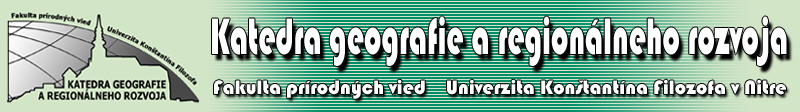 Fakulta prírodných vied
Univerzita Konštantína Filozofa
KATEDRA GEOGRAFIE
A REGIONÁLNEHO ROZVOJA
Katedra geografie a regionálneho rozvoja
Fakulta prírodných vied Univerzita Konštantína Filozofa v Nitre